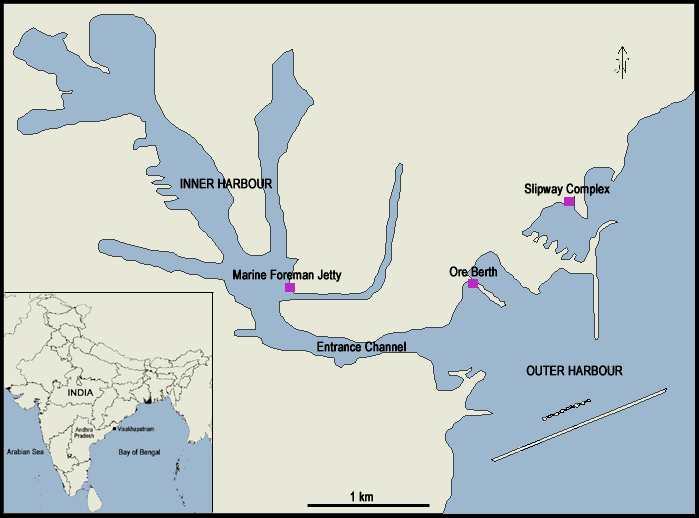 N
Slipway Complex
INNER HARBOUR
Marine Foreman Jetty
Ore Berth
Entrance Channel
OUTER HARBOUR
INDIA
Andhra
Pradesh
Visakhapatnam
Arabian Sea
Bay of Bengal
1 km